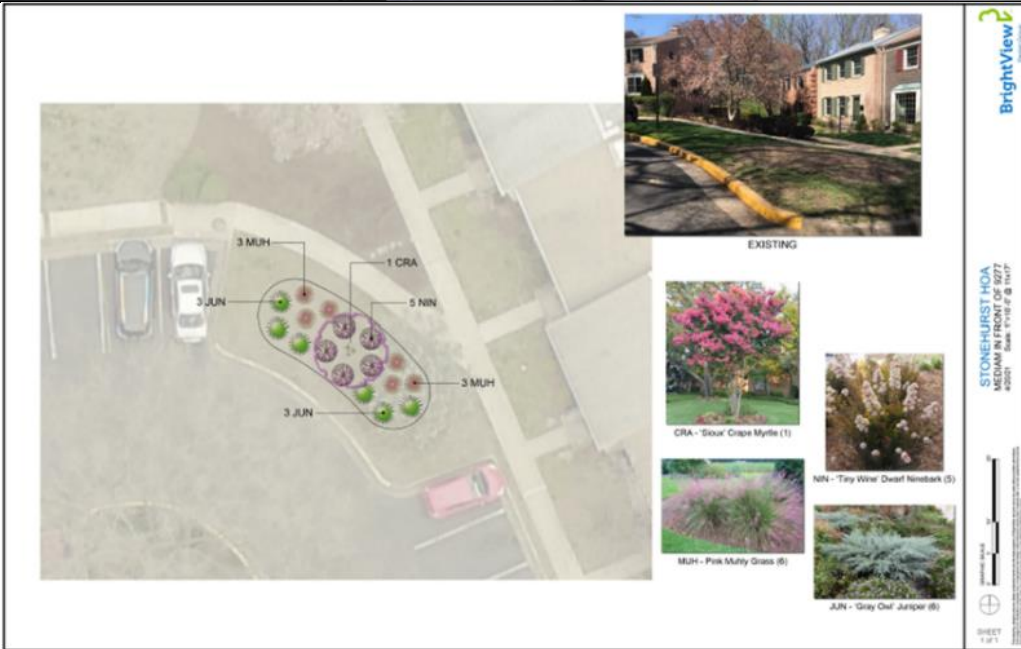 3 MUH
1 CRA
3 JUN
5 NIN
3 MUH
3 JUN
EXISTING
CRA - 'Sioux' Crape Myrtle (1)
NIN - 'Tiny Wine' Dwarf Ninebark (5)
MUH - Pink Muhly Grass (6)
JUN - 'Gray Owl' Juniper (6)
BrightView
STONEHURST HOA
MEDIAN IN FRONT OF 9277
GRAPHIC SCALE
SHEET
1 of 1